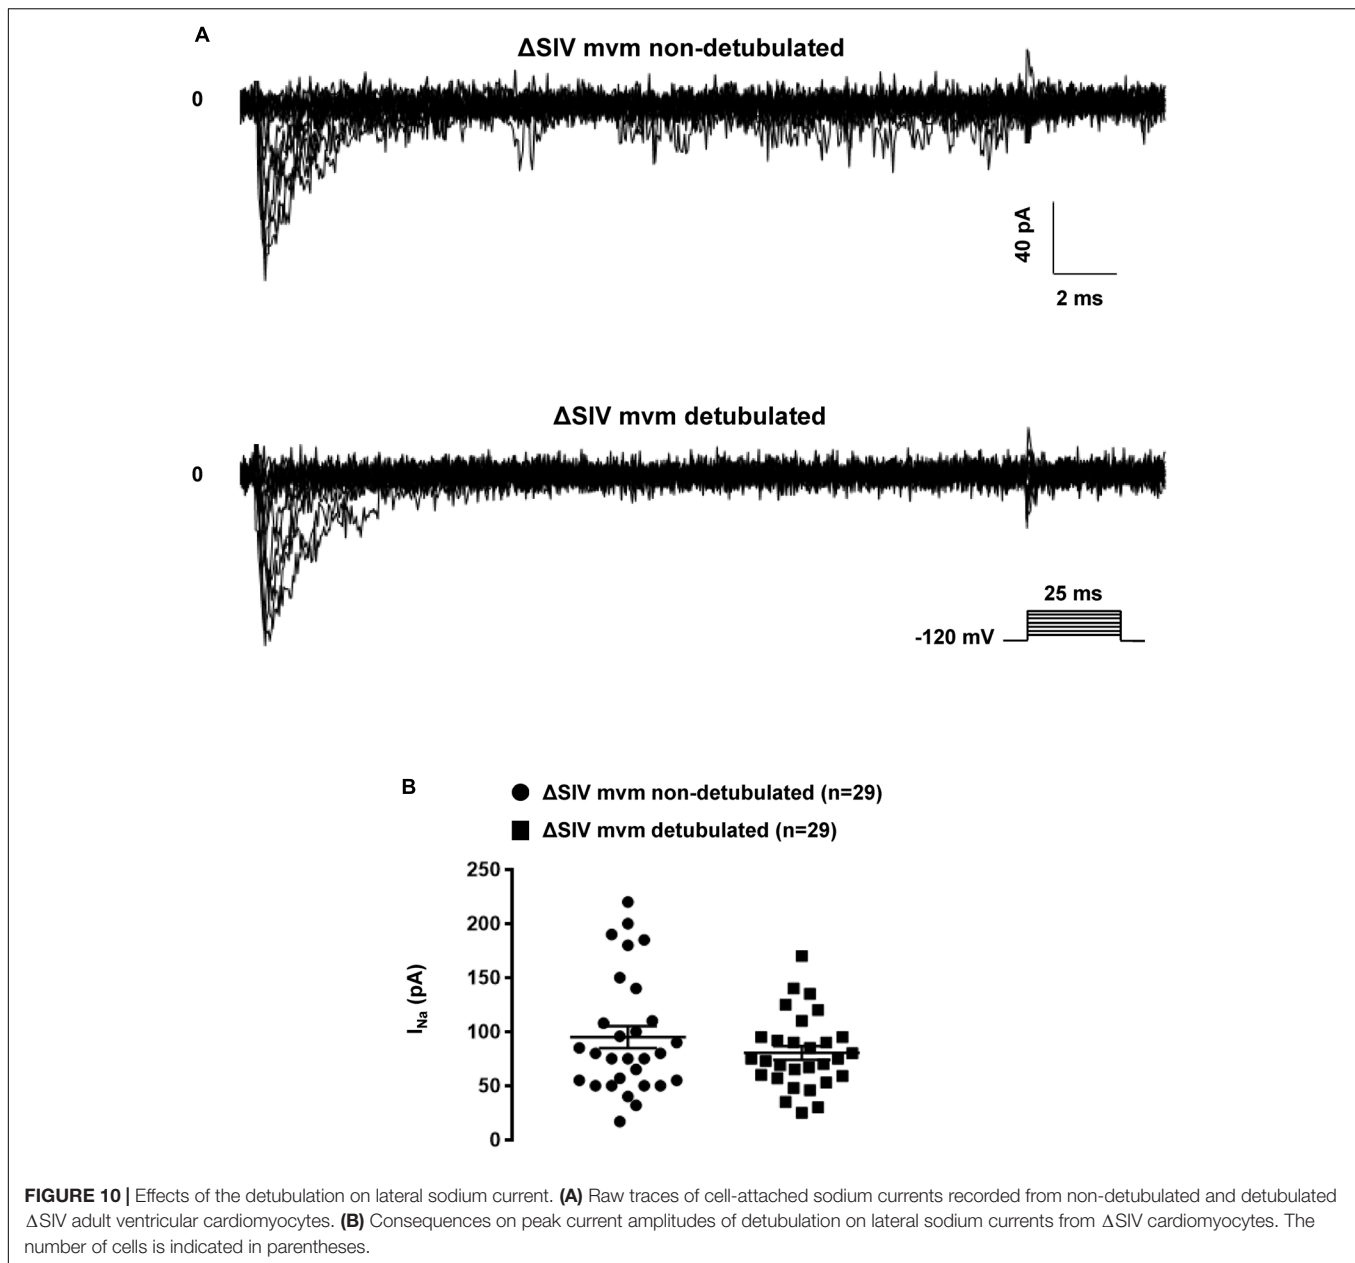 A
ΔSIV mvm non-detubulated
0
40 pA
2 ms
ΔSIV mvm detubulated
0
25 ms
-120 mV
B
ΔSIV mvm non-detubulated (n=29)
ΔSIV mvm detubulated (n=29)
250
200
150
100
50
0
INa (pA)
FIGURE 10 | Effects of the detubulation on lateral sodium current. (A) Raw traces of cell-attached sodium currents recorded from non-detubulated and detubulated
ΔSIV adult ventricular cardiomyocytes. (B) Consequences on peak current amplitudes of detubulation on lateral sodium currents from ΔSIV cardiomyocytes. The
number of cells is indicated in parentheses.